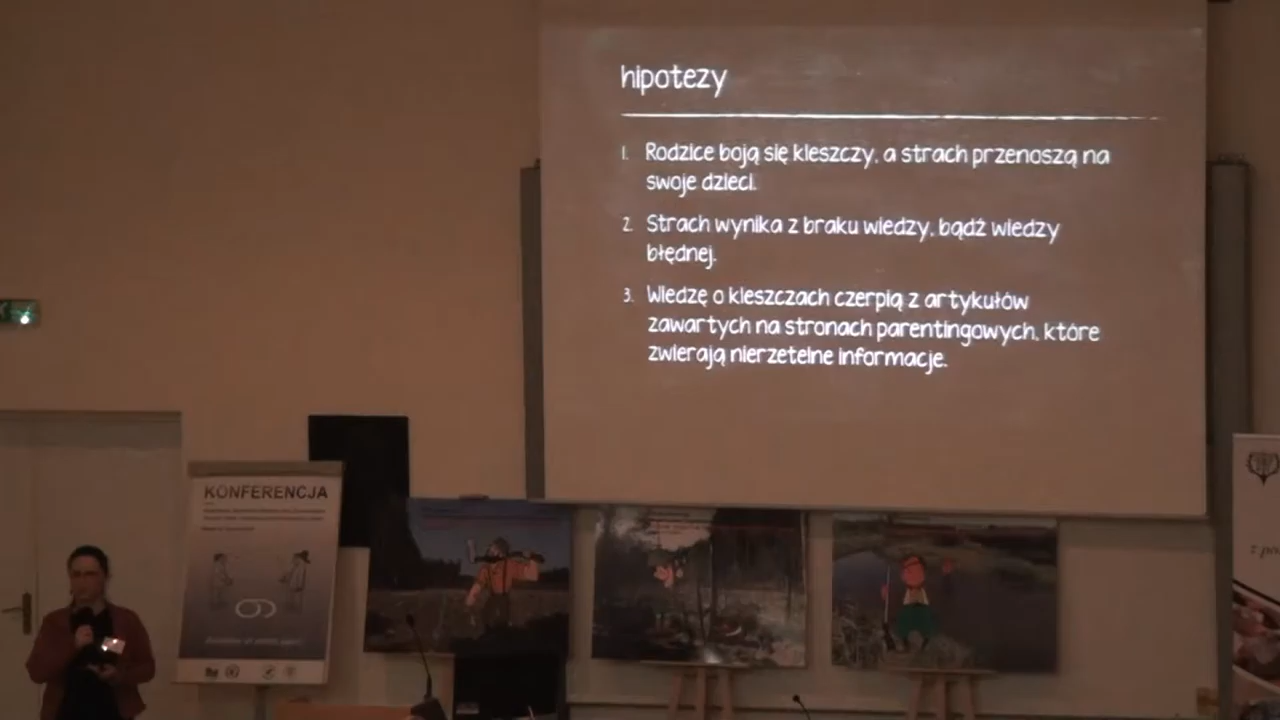 hipotezy
1. Rodzice boją się kleszczy, a strach przenoszą na
swoje dzieci.
2. Strach wynika z braku wiedzy, bądź wiedzy
błędnej.
3. Wiedzę o kleszczach czerpią z artykułów
zawartych na stronach parentingowych, które
zwierają nierzetelne informacje.
KONFERENCJA